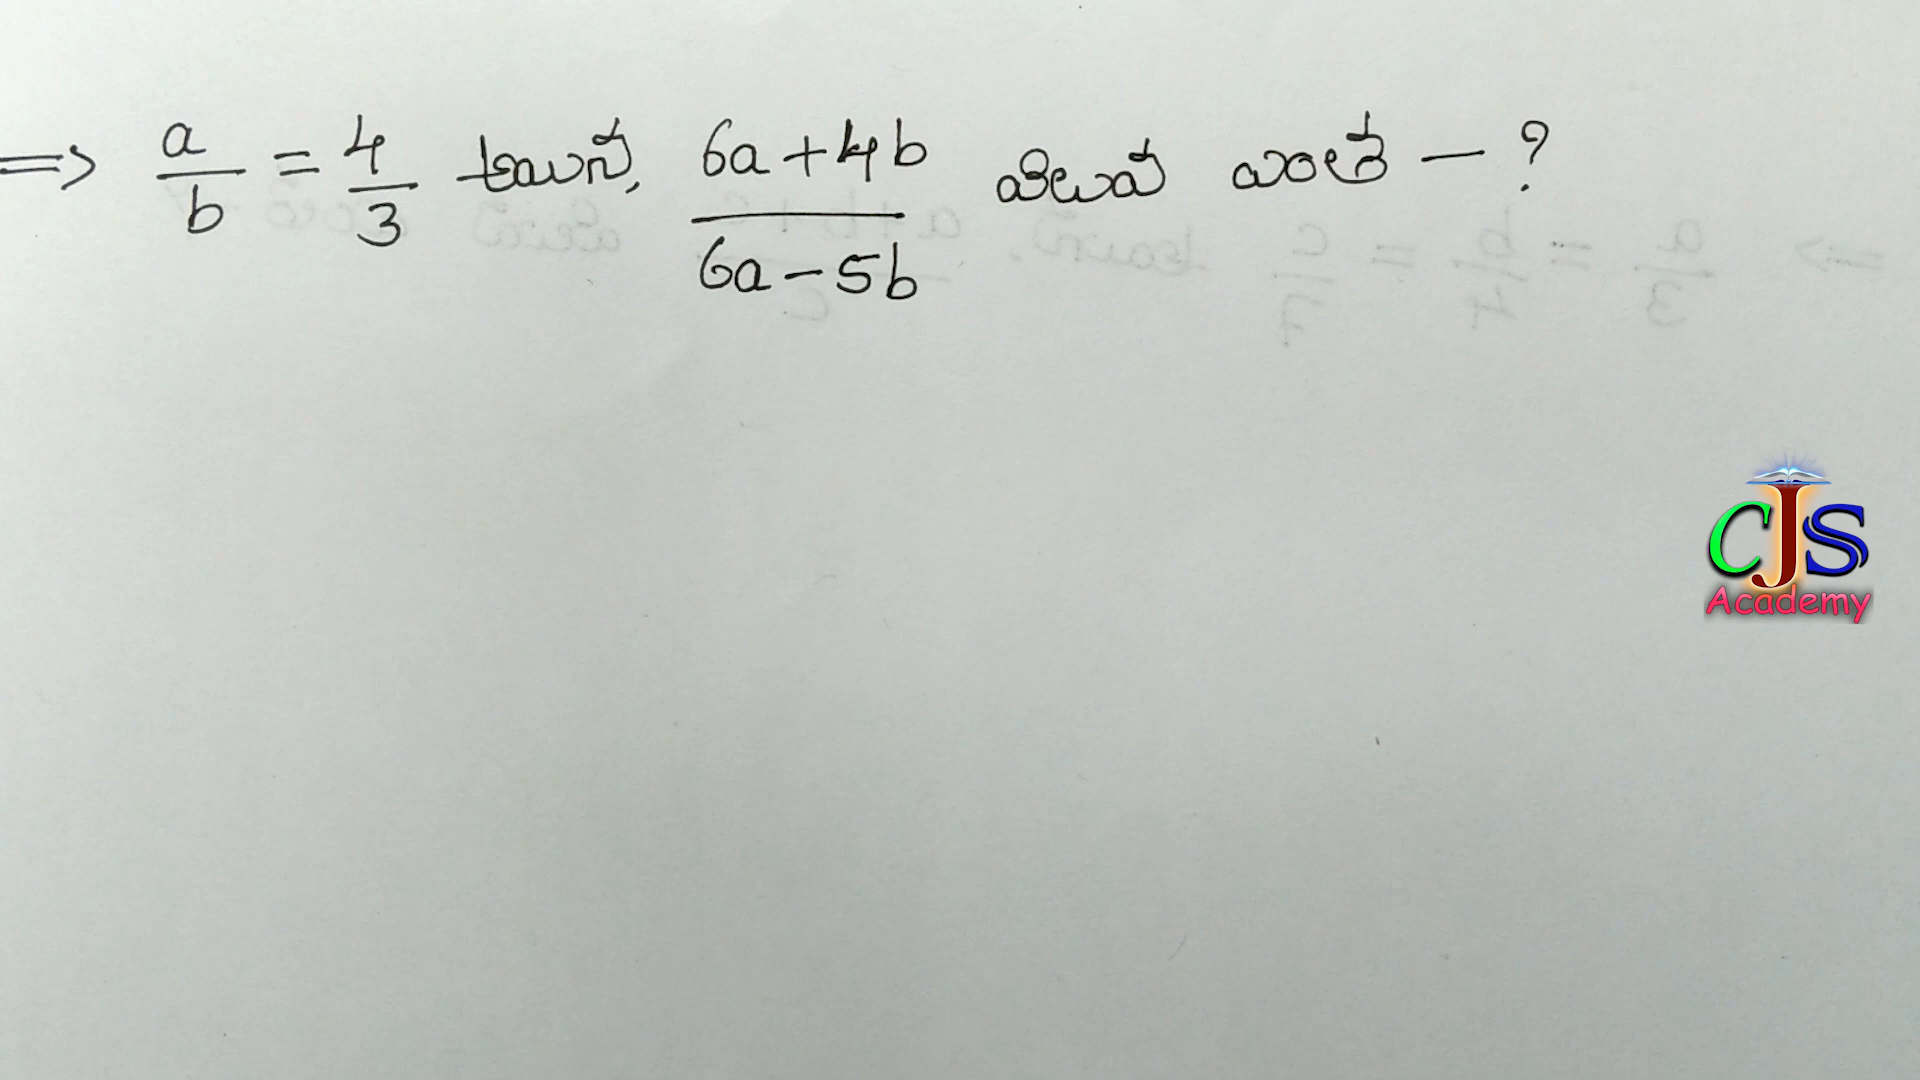 ⇒ a/b = 4/3 అయిన, (6a+4b)/(6a-5b) విలువ ఎంత - ?
CJS
Academy